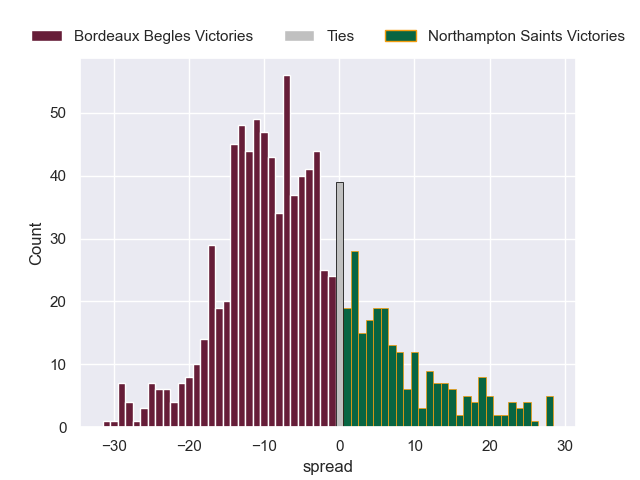 Bordeaux Begles Victories Ties Northampton Saints Victories
50
40
30
20
10
0
Count
−30 −20 −10 0 10 20 30
spread